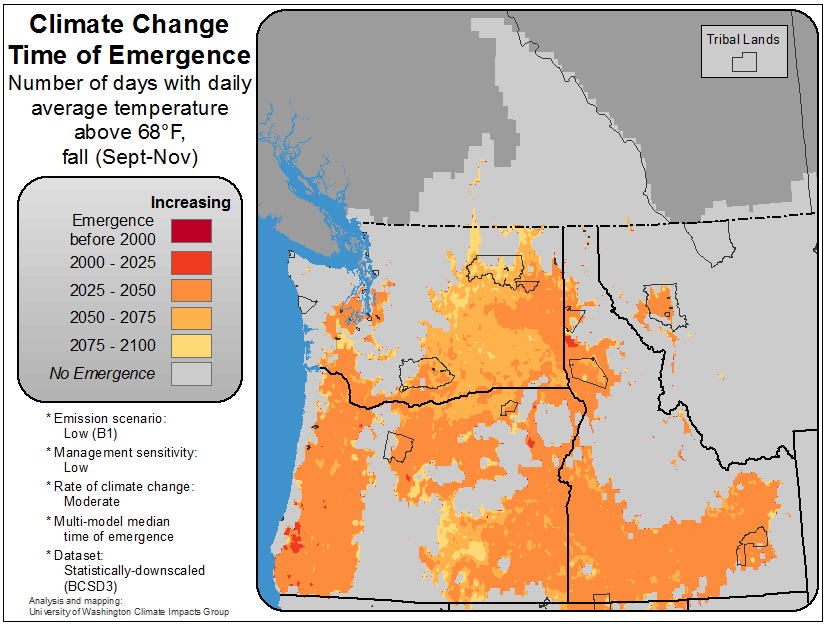 Climate Change
Time of Emergence
Number of days with daily
average temperature
above 68°F,
fall (Sept-Nov)
Increasing
Emergence
before 2000
2000 - 2025
2025 - 2050
2050 - 2075
2075 - 2100
No Emergence
* Emission scenario:
Low (B1)
* Management sensitivity:
Low
* Rate of climate change:
Moderate
* Multi-model median
time of emergence
* Dataset:
Statistically-downscaled
(BCSD3)
Analysis and mapping:
University of Washington Climate Impacts Group
Tribal Lands